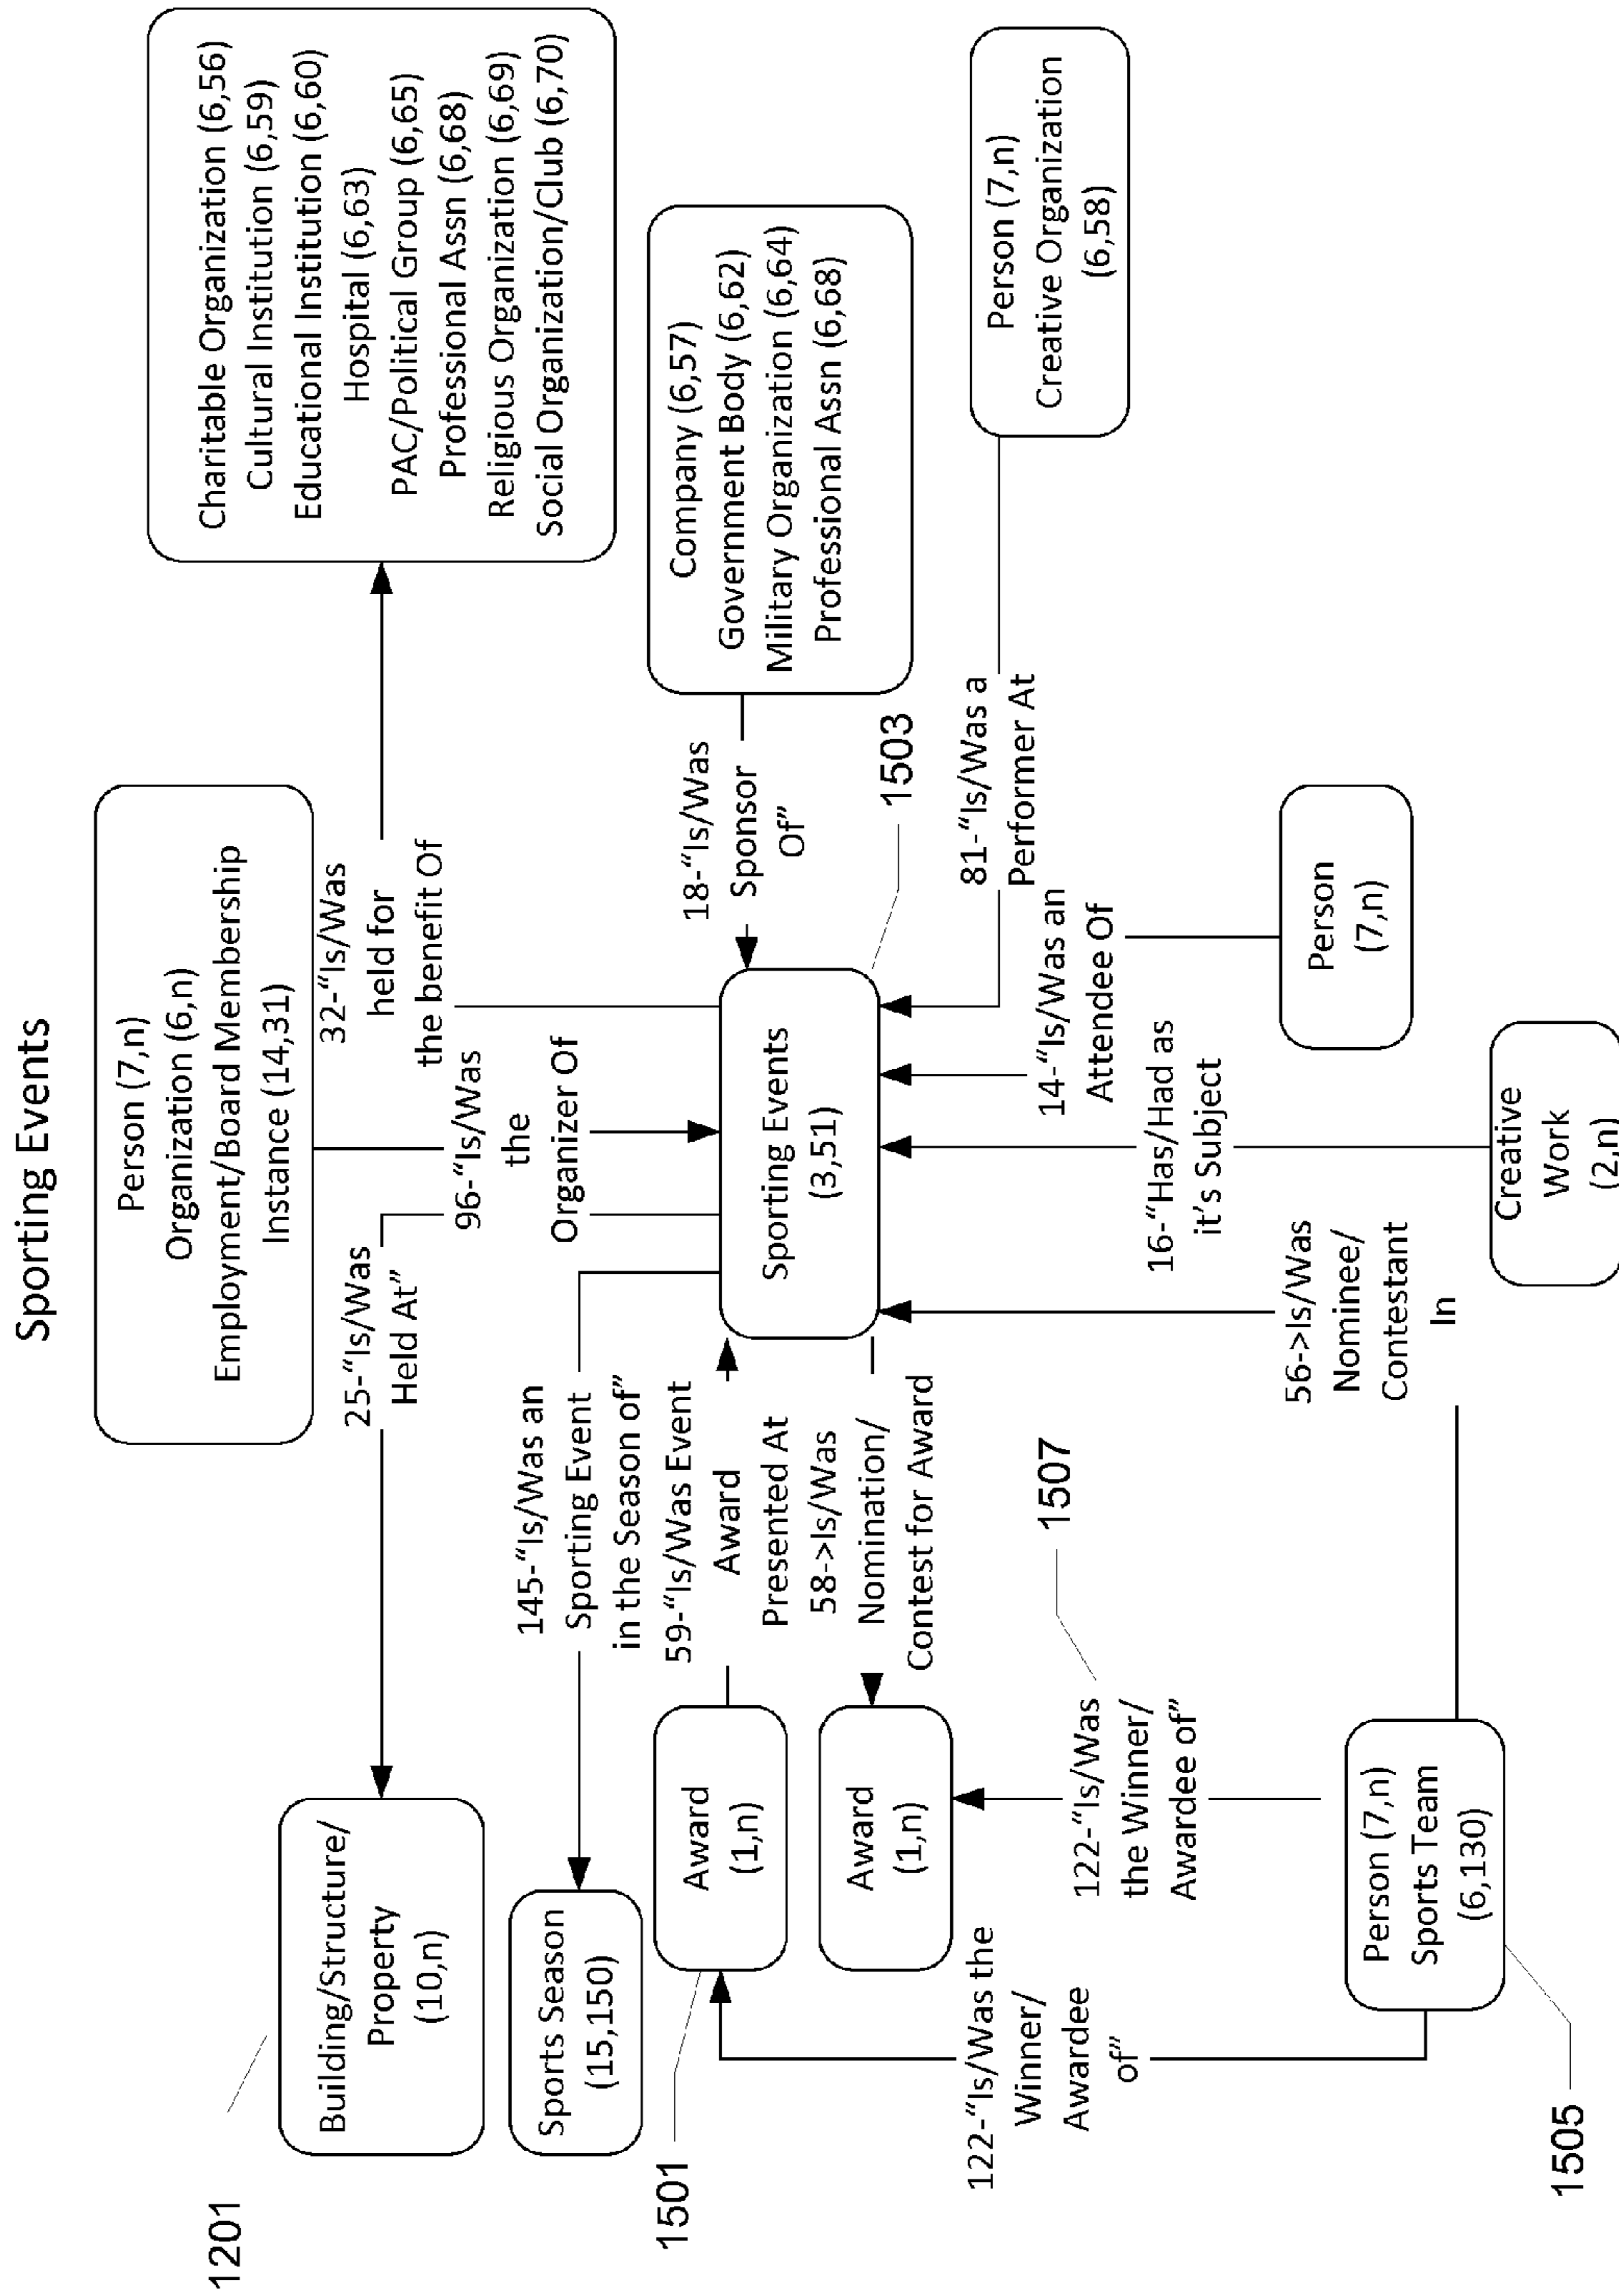 Sporting Events
Person (7,n)
Organization (6,n)
Employment/Board Membership
Instance (14,31)
Charitable Organization (6,56)
Cultural Institution (6,59)
Educational Institution (6,60)
Hospital (6,63)
PAC/Political Group (6,65)
Professional Assn (6,68)
Religious Organization (6,69)
Social Organization/Club (6,70)
1201
Building/Structure/
Property
(10,n)
25-“Is/Was
Held At”
96-“Is/Was
the
Organizer Of
32-“Is/Was
held for
the benefit Of
Sports Season
(15,150)
145-“Is/Was an
Sporting Event
in the Season of”
1501
Award
(1,n)
59-“Is/Was Event
Award
Presented At
Sporting Events
(3,51)
18-“Is/Was
Sponsor
Of”
Company (6,57)
Government Body (6,62)
Military Organization (6,64)
Professional Assn (6,68)
1503
Award
(1,n)
58->Is/Was
Nomination/
Contest for Award
1507
81-“Is/Was a
Performer At
Person (7,n)
Creative Organization
(6,58)
122-“Is/Was the
Winner/
Awardee
of”
122-“Is/Was
the Winner/
Awardee of”
14-“Is/Was an
Attendee Of
16-“Has/Had as
it’s Subject
56->Is/Was
Nominee/
Contestant
In
Person
(7,n)
Person (7,n)
Sports Team
(6,130)
Creative
Work
(2,n)
1505